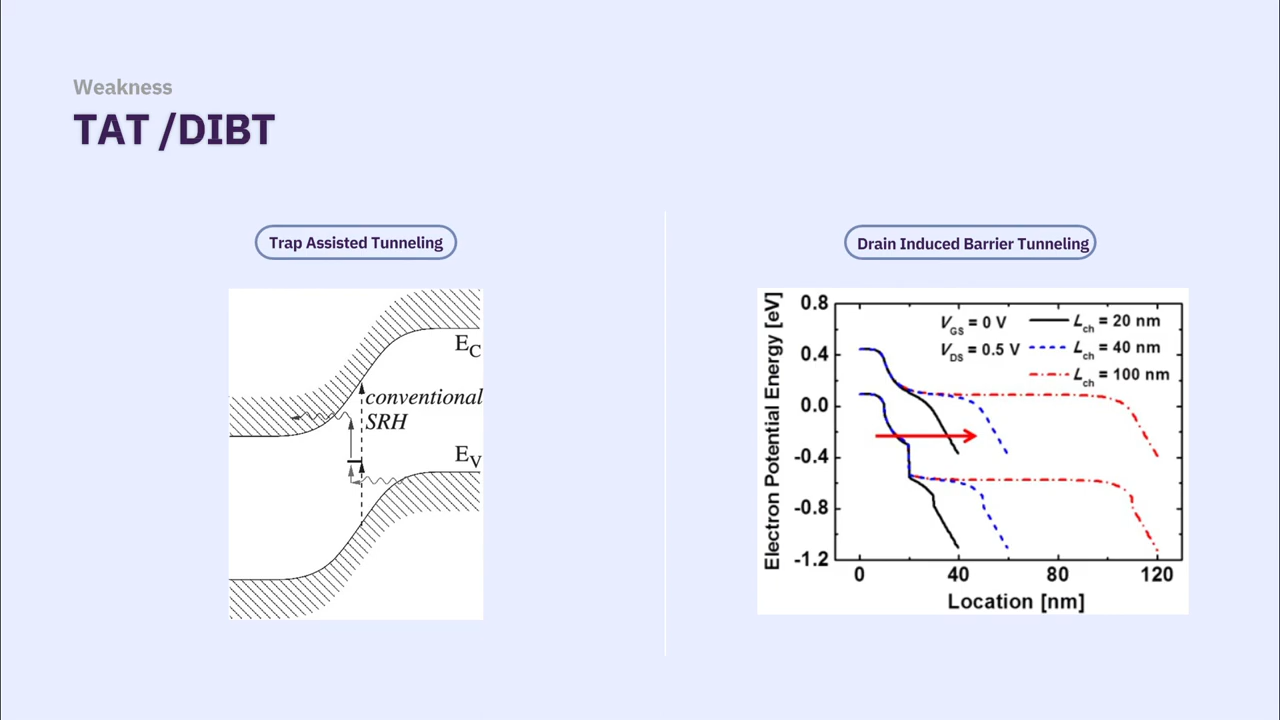 Weakness
TAT /DIBT
Trap Assisted Tunneling
E_C
conventional
SRH
E_V
Drain Induced Barrier Tunneling
Electron Potential Energy [eV]
0.8
0.4
0.0
-0.4
-0.8
-1.2
V_GS = 0 V
V_DS = 0.5 V
L_ch = 20 nm
L_ch = 40 nm
L_ch = 100 nm
0 40 80 120
Location [nm]